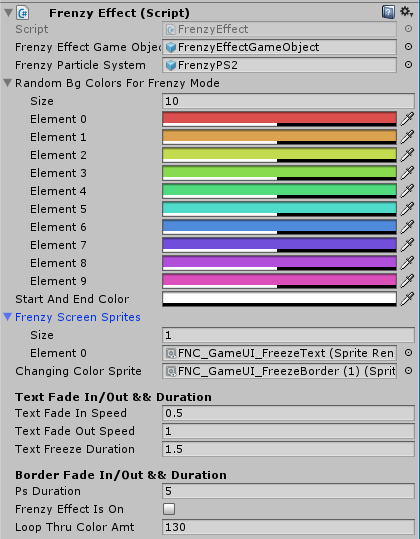 Frenzy Effect (Script)
Script FrenzyEffect
Frenzy Effect Game Objec FrenzyEffectGameObject
Frenzy Particle System FrenzyPS2
Random Bg Colors For Frenzy Mode
Size 10
Element 0
Element 1
Element 2
Element 3
Element 4
Element 5
Element 6
Element 7
Element 8
Element 9
Start And End Color
Frenzy Screen Sprites
Size 1
Element 0 FNC_GameUI_FreezeText (Sprite Ren
Changing Color Sprite FNC_GameUI_FreezeBorder (1) (Sprit
Text Fade In/Out && Duration
Text Fade In Speed 0.5
Text Fade Out Speed 1
Text Freeze Duration 1.5
Border Fade In/Out && Duration
Ps Duration 5
Frenzy Effect Is On
Loop Thru Color Amt 130